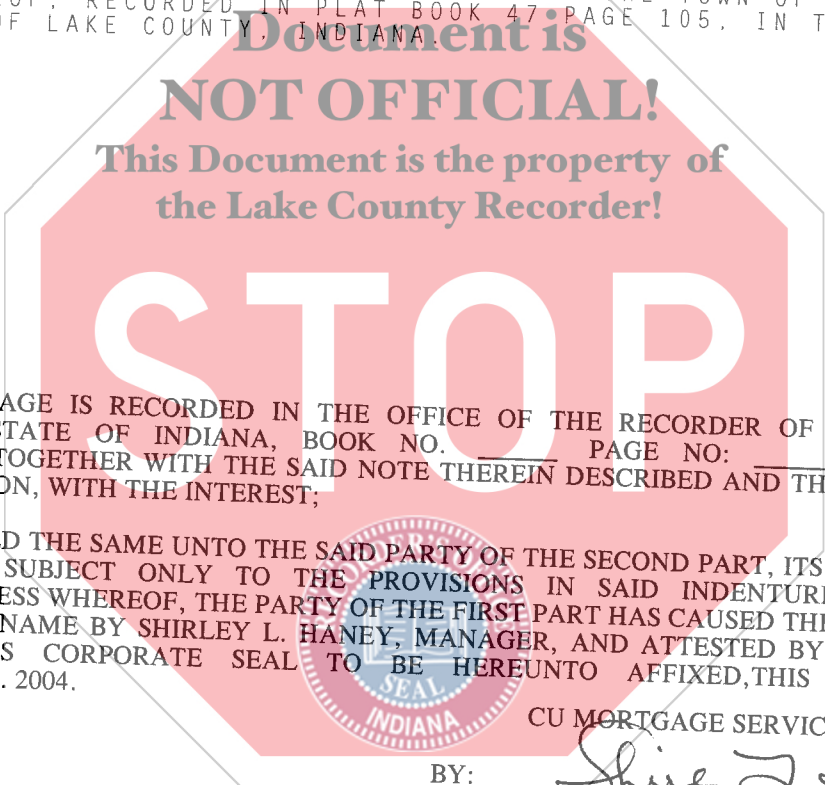 RECORDED IN PLAT BOOK 47 PAGE 105, IN T
OF LAKE COUNTY, INDIANA.
Document is
NOT OFFICIAL!
This Document is the property of
the Lake County Recorder!
STOP
AGE IS RECORDED IN THE OFFICE OF THE RECORDER OF
STATE OF INDIANA, BOOK NO. ______ PAGE NO: ______
TOGETHER WITH THE SAID NOTE THEREIN DESCRIBED AND TH
ON, WITH THE INTEREST;
D THE SAME UNTO THE SAID PARTY OF THE SECOND PART, ITS
SUBJECT ONLY TO THE PROVISIONS IN SAID INDENTUR
ESS WHEREOF, THE PARTY OF THE FIRST PART HAS CAUSED THE
NAME BY SHIRLEY L. HANEY, MANAGER, AND ATTESTED BY
S CORPORATE SEAL TO BE HEREUNTO AFFIXED,THIS
. 2004.
RECORDER'S OFFICE
SEAL
INDIANA
CU MORTGAGE SERVIC
BY: